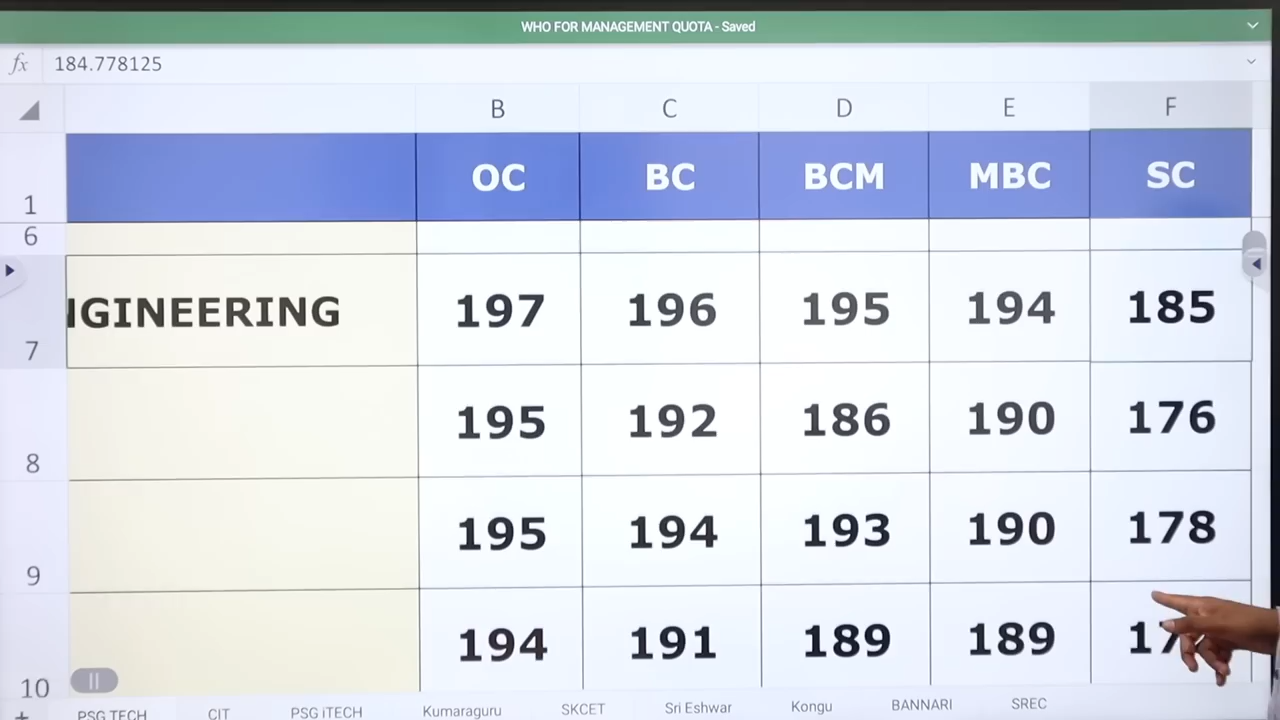 WHO FOR MANAGEMENT QUOTA - Saved
fx 184.778125
B C D E F
1 OC BC BCM MBC SC
6
7 NGINEERING 197 196 195 194 185
8 195 192 186 190 176
9 195 194 193 190 178
10 194 191 189 189
+ PSG TECH CIT PSG iTECH Kumaraguru SKCET Sri Eshwar Kongu BANNARI SREC